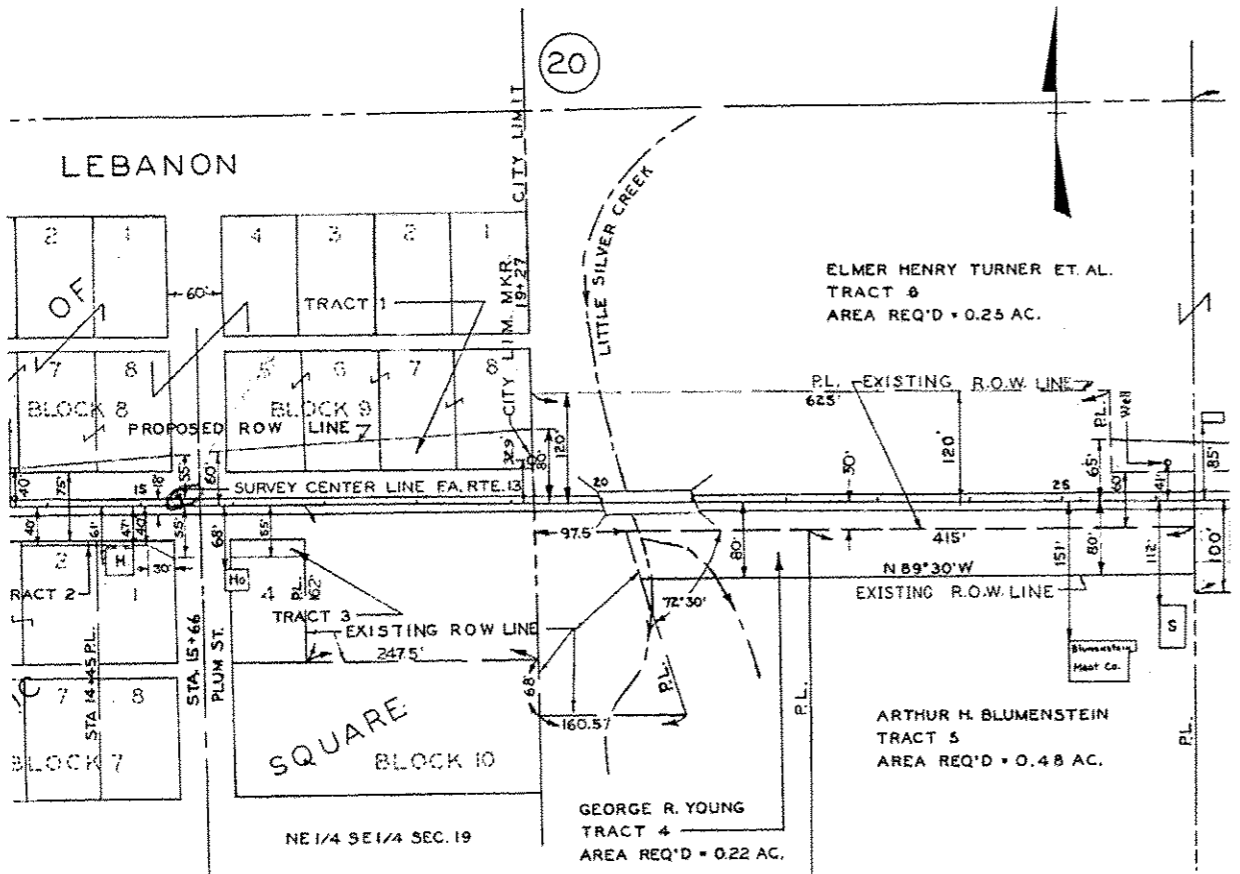 20
LEBANON
CITY LIMIT
LITTLE SILVER CREEK
2 1
4 3 2 1
OF
60'
TRACT 1
CITY LIM. MKR.
19+27
ELMER HENRY TURNER ET. AL.
TRACT 6
AREA REQ'D = 0.25 AC.
7 8
5 6 7 8
BLOCK 8
BLOCK 9
PROPOSED ROW LINE
P.L. EXISTING R.O.W. LINE
625'
P.L.
Well
40'
75'
15
18'
55'
60'
32.9'
80'
120'
120'
65'
60'
41'
85'
SURVEY CENTER LINE F.A. RTE. 13
20
30'
25
40'
61'
47'
40'
55'
68'
55'
97.5'
80'
415'
151'
80'
112'
100'
N 89°30' W
EXISTING R.O.W. LINE
2
H
30'
Ho
4
P.L.
162'
72°30'
TRACT 2
1
TRACT 3
EXISTING ROW LINE
247.5'
S
Blumenstein
Meat Co.
STA 14+45 P.L.
STA. 15+66
PLUM ST.
68'
P.L.
P.L.
P.L.
160.57
7 8
IC
BLOCK 7
SQUARE
BLOCK 10
ARTHUR H. BLUMENSTEIN
TRACT 5
AREA REQ'D = 0.48 AC.
GEORGE R. YOUNG
TRACT 4
AREA REQ'D = 0.22 AC.
NE 1/4 SE 1/4 SEC. 19